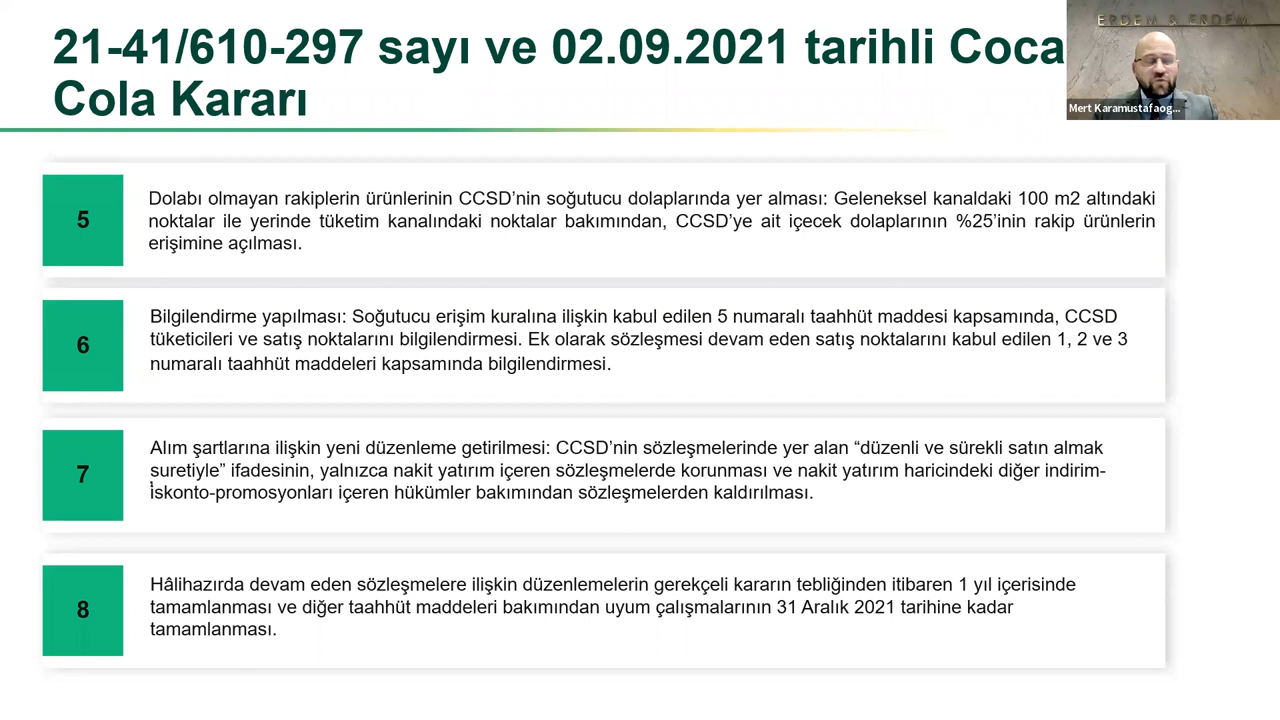 21-41/610-297 sayı ve 02.09.2021 tarihli Coca
Cola Kararı
ERDEM & ERDEM
Mert Karamustafaog...
5
Dolabı olmayan rakiplerin ürünlerinin CCSD’nin soğutucu dolaplarında yer alması: Geleneksel kanaldaki 100 m2 altındaki
noktalar ile yerinde tüketim kanalındaki noktalar bakımından, CCSD’ye ait içecek dolaplarının %25’inin rakip ürünlerin
erişimine açılması.
6
Bilgilendirme yapılması: Soğutucu erişim kuralına ilişkin kabul edilen 5 numaralı taahhüt maddesi kapsamında, CCSD
tüketicileri ve satış noktalarını bilgilendirmesi. Ek olarak sözleşmesi devam eden satış noktalarını kabul edilen 1, 2 ve 3
numaralı taahhüt maddeleri kapsamında bilgilendirmesi.
7
Alım şartlarına ilişkin yeni düzenleme getirilmesi: CCSD’nin sözleşmelerinde yer alan “düzenli ve sürekli satın almak
suretiyle” ifadesinin, yalnızca nakit yatırım içeren sözleşmelerde korunması ve nakit yatırım haricindeki diğer indirim-
iskonto-promosyonları içeren hükümler bakımından sözleşmelerden kaldırılması.
8
Hâlihazırda devam eden sözleşmelere ilişkin düzenlemelerin gerekçeli kararın tebliğinden itibaren 1 yıl içerisinde
tamamlanması ve diğer taahhüt maddeleri bakımından uyum çalışmalarının 31 Aralık 2021 tarihine kadar
tamamlanması.